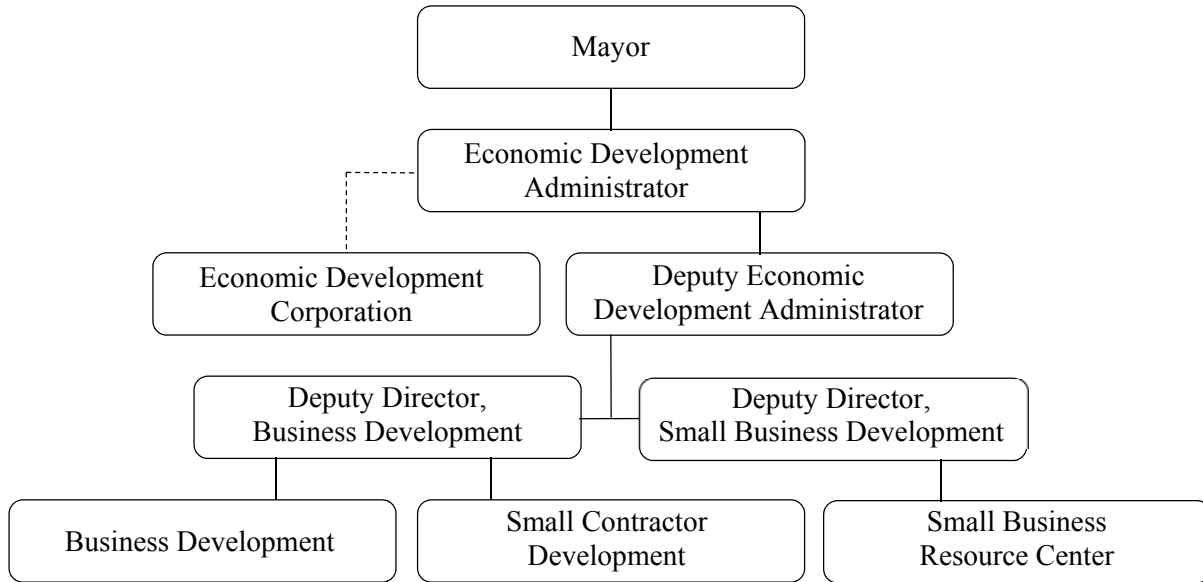 Mayor
Economic Development
Administrator
Economic Development
Corporation
Deputy Economic
Development Administrator
Deputy Director,
Business Development
Deputy Director,
Small Business Development
Business Development
Small Contractor
Development
Small Business
Resource Center